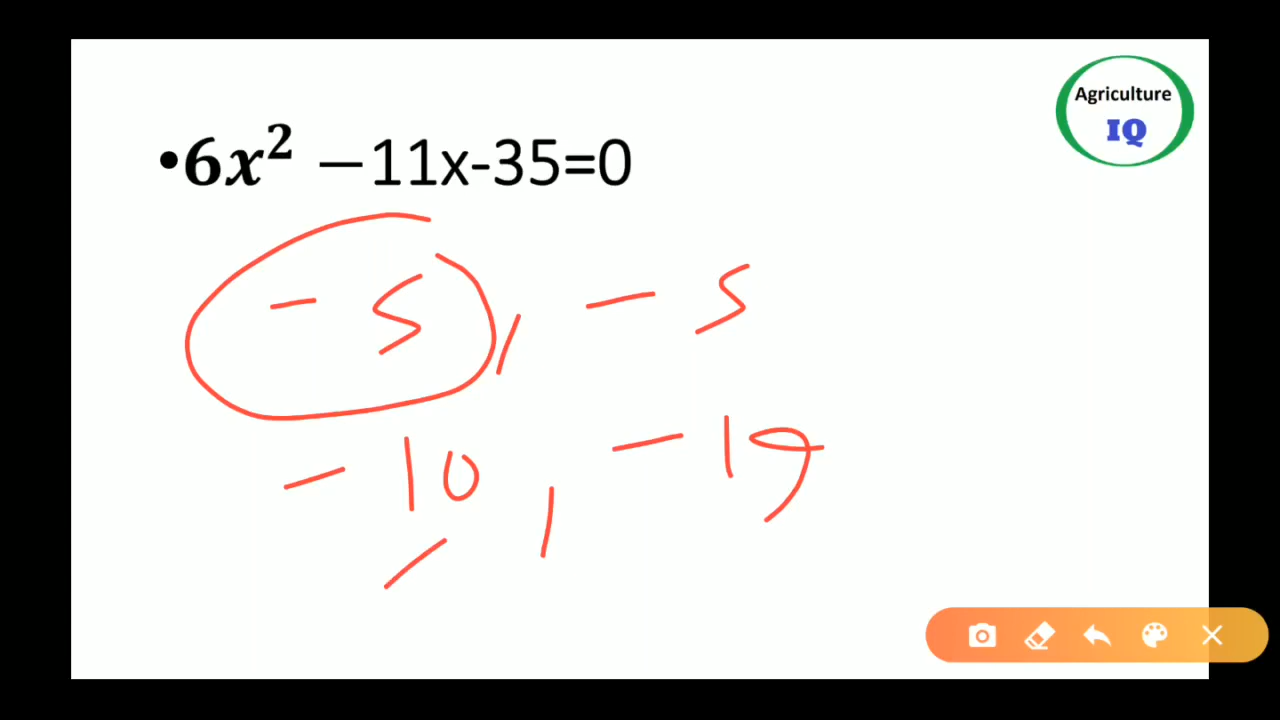 •6x² −11x-35=0
Agriculture
IQ
- 5, - 5
- 10, - 19